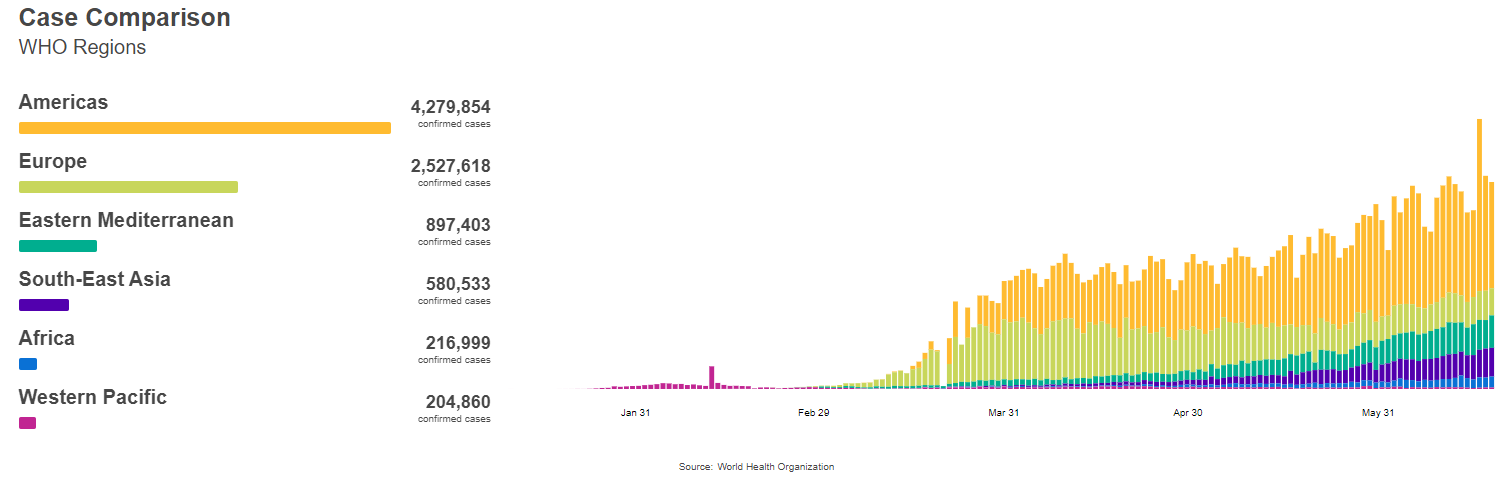 Case Comparison
WHO Regions
Americas
4,279,854
confirmed cases
Europe
2,527,618
confirmed cases
Eastern Mediterranean
897,403
confirmed cases
South-East Asia
580,533
confirmed cases
Africa
216,999
confirmed cases
Western Pacific
204,860
confirmed cases
Jan 31 Feb 29 Mar 31 Apr 30 May 31
Source: World Health Organization